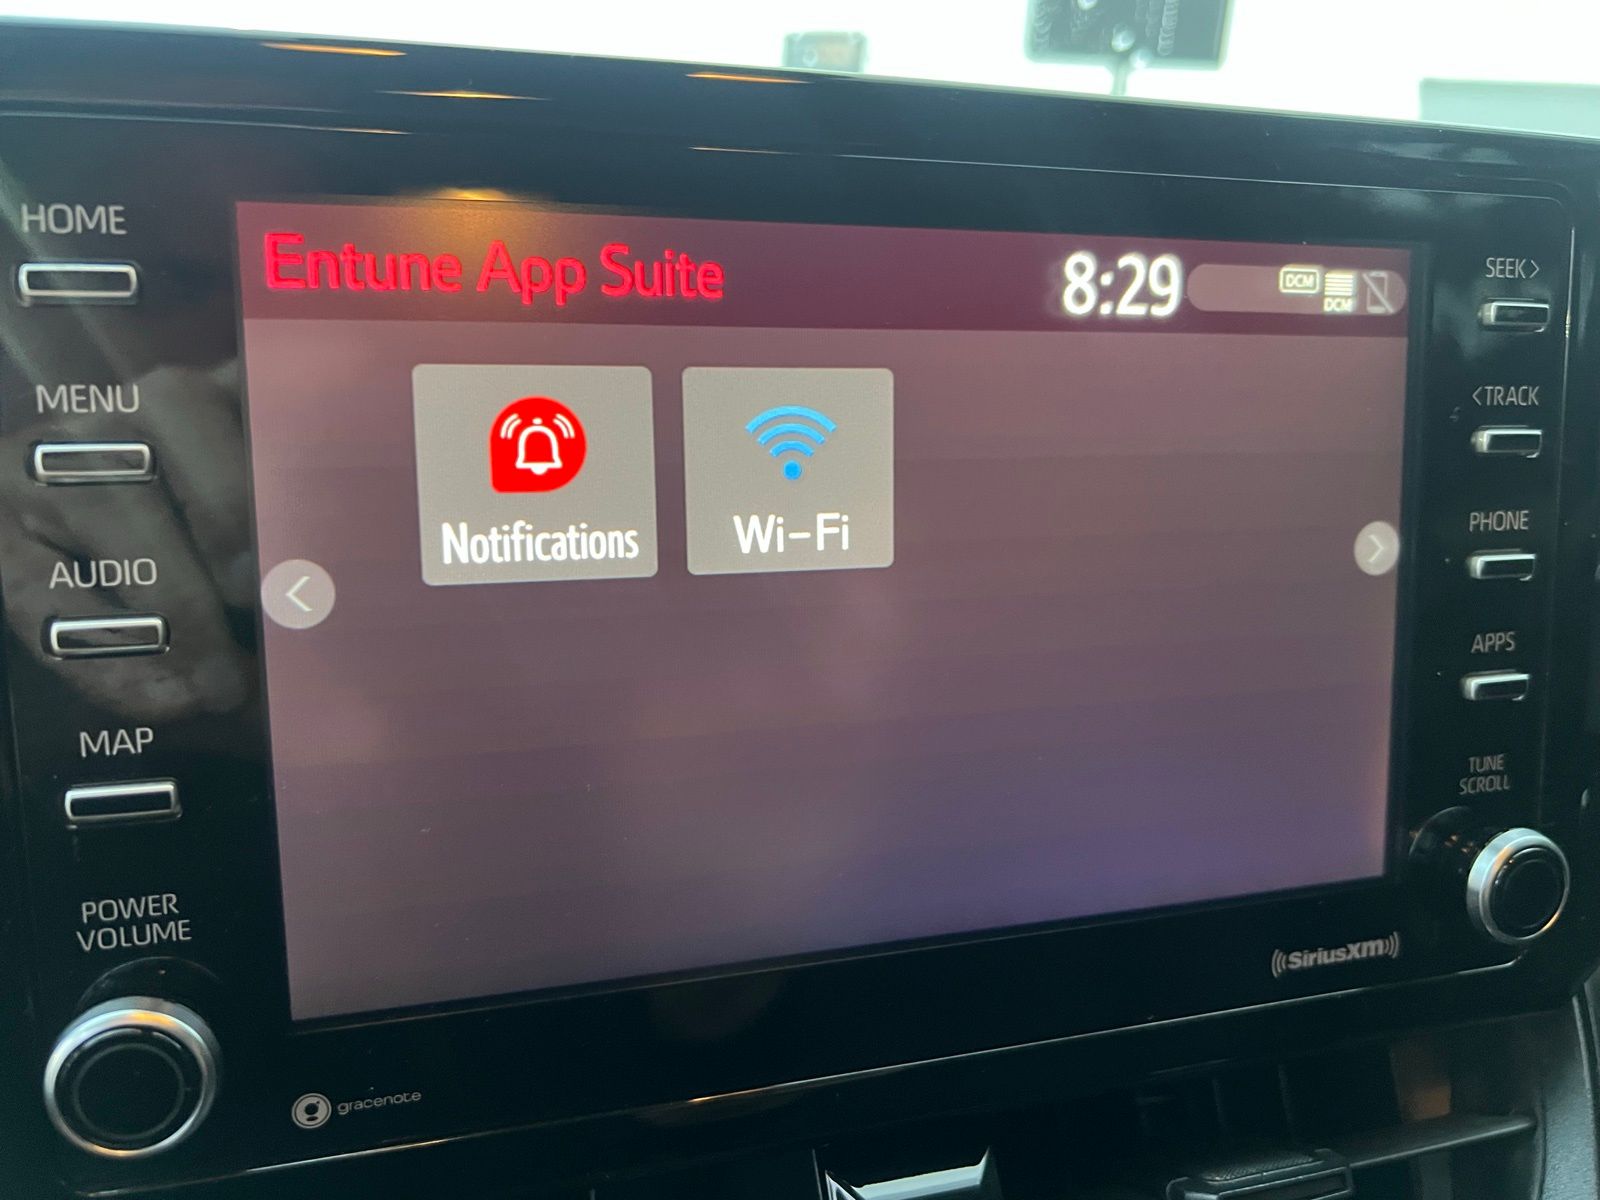 HOME
MENU
AUDIO
MAP
POWER
VOLUME
Entune App Suite
8:29
DCM
DCM
Notifications
Wi-Fi
SEEK>
<TRACK
PHONE
APPS
TUNE
SCROLL
((SiriusXM))
gracenote